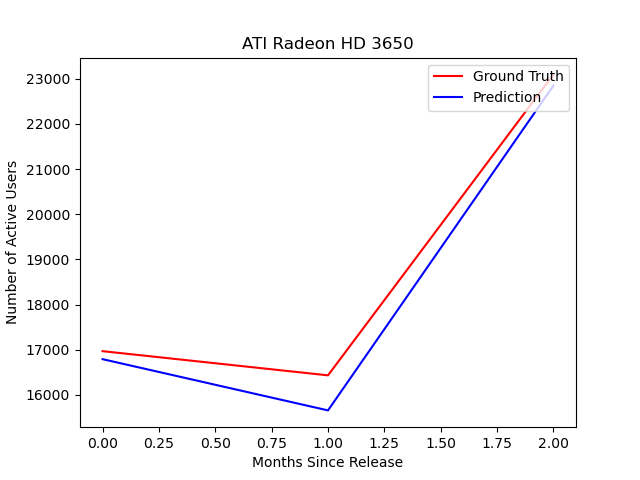 ATI Radeon HD 3650
Ground Truth
Prediction
23000
22000
21000
20000
19000
18000
17000
16000
Number of Active Users
0.00 0.25 0.50 0.75 1.00 1.25 1.50 1.75 2.00
Months Since Release